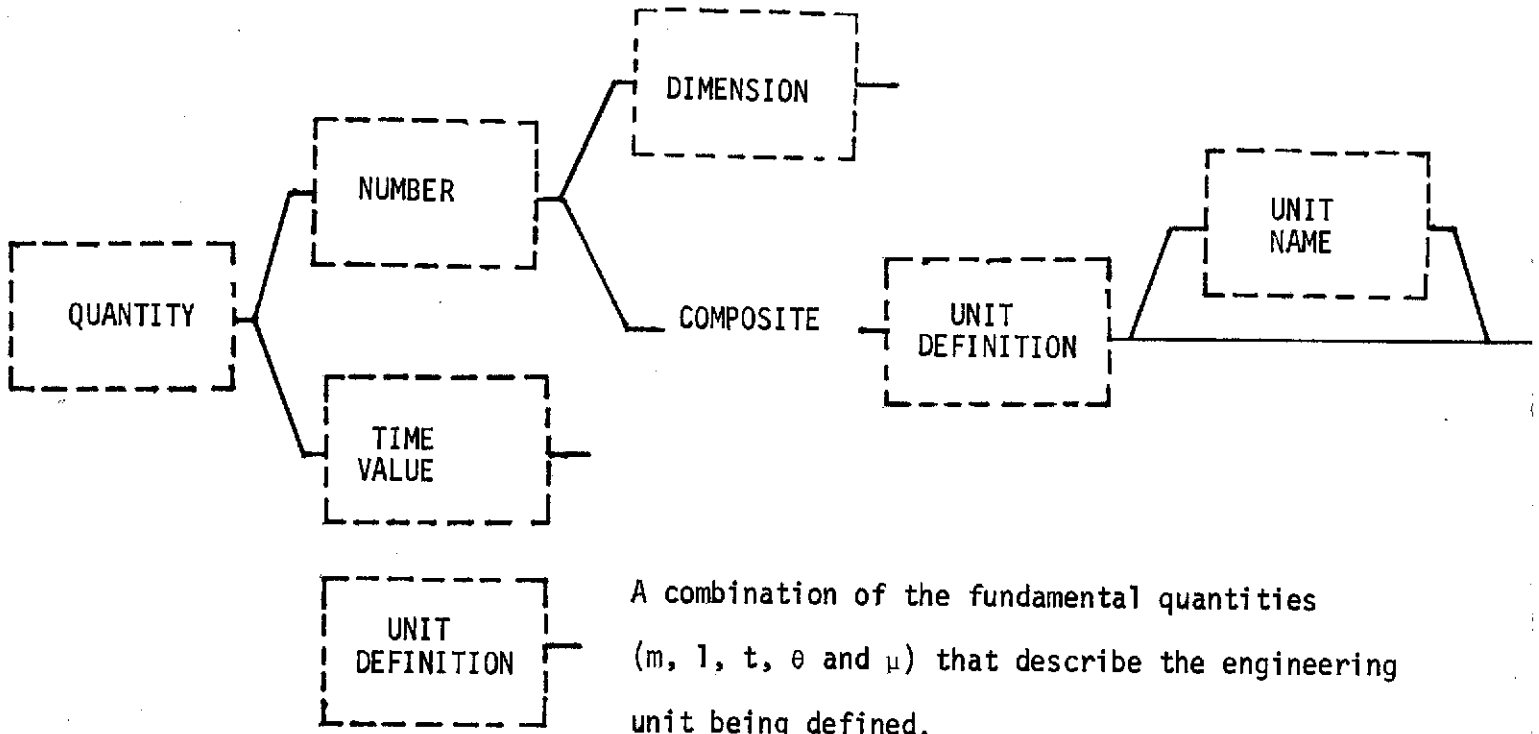 DIMENSION
NUMBER
UNIT
NAME
QUANTITY
COMPOSITE
UNIT
DEFINITION
TIME
VALUE
UNIT
DEFINITION
A combination of the fundamental quantities
(m, l, t, θ and μ) that describe the engineering
unit being defined.